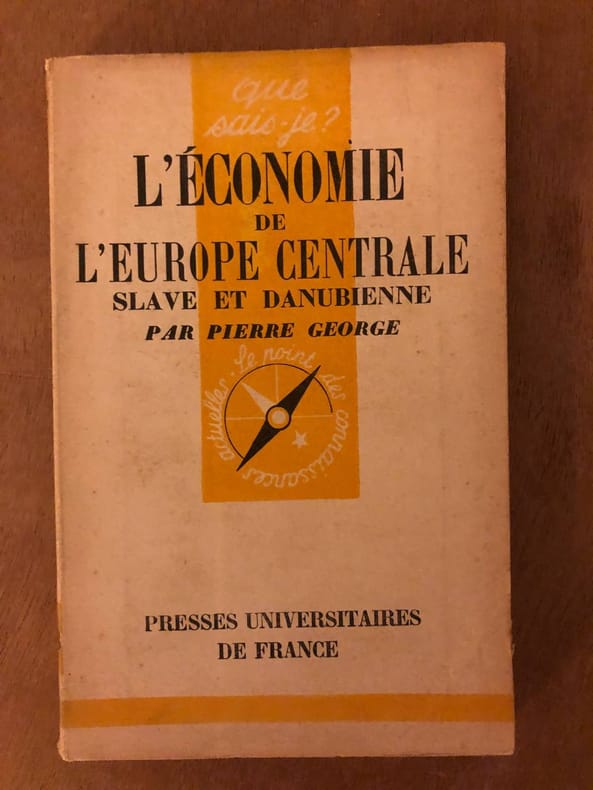 que
sais-je?
L'ÉCONOMIE
DE
L'EUROPE CENTRALE
SLAVE ET DANUBIENNE
PAR PIERRE GEORGE
Le point des connaissances actuelles.
PRESSES UNIVERSITAIRES
DE FRANCE